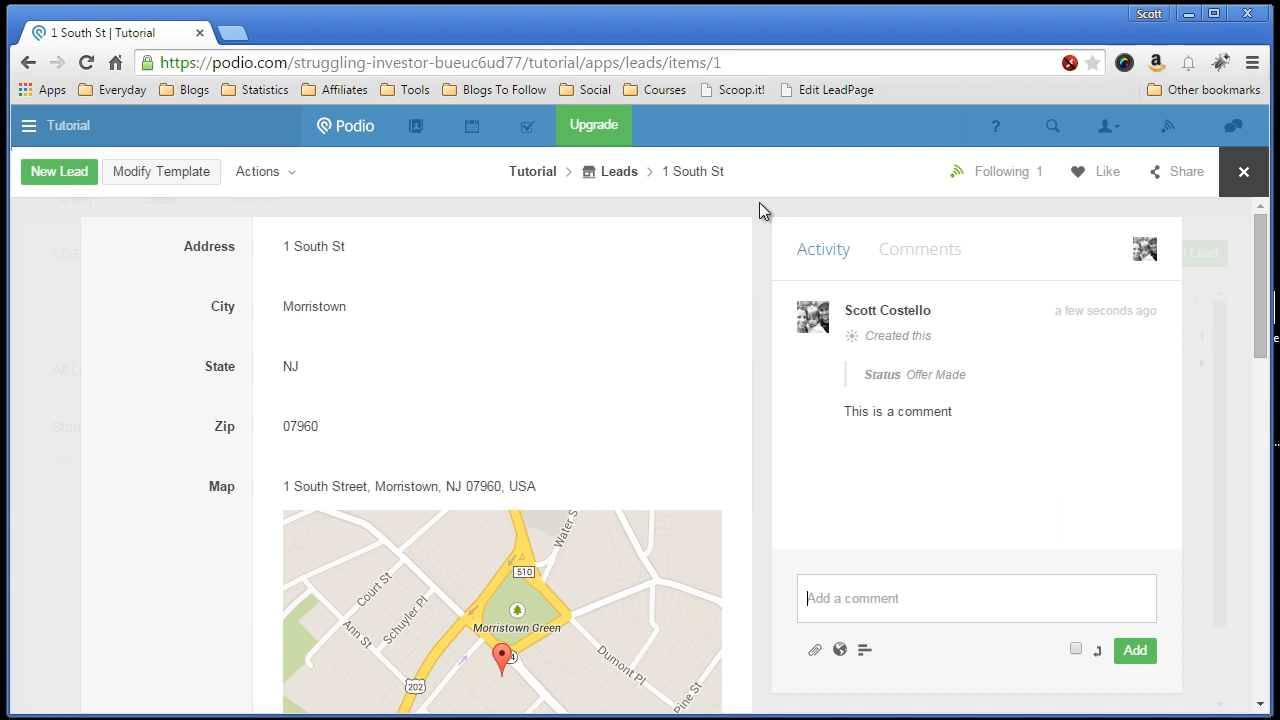 Scott
1 South St | Tutorial
https://podio.com/struggling-investor-bueuc6ud77/tutorial/apps/leads/items/1
Apps Everyday Blogs Statistics Affiliates Tools Blogs To Follow Social Courses Scoop.it! Edit LeadPage Other bookmarks
Tutorial Podio Upgrade ?
New Lead Modify Template Actions Tutorial > Leads > 1 South St Following 1 Like Share
Activity Leads
Address 1 South St
City Morristown
State NJ
Zip 07960
Map 1 South Street, Morristown, NJ 07960, USA
Water S
510
Court St
Schuyler Pl
Ann St
Morristown Green
Dumont Pl
202
Pine St
Activity Comments
Lead
Scott Costello a few seconds ago
Created this
Status Offer Made
This is a comment
Add a comment
Add